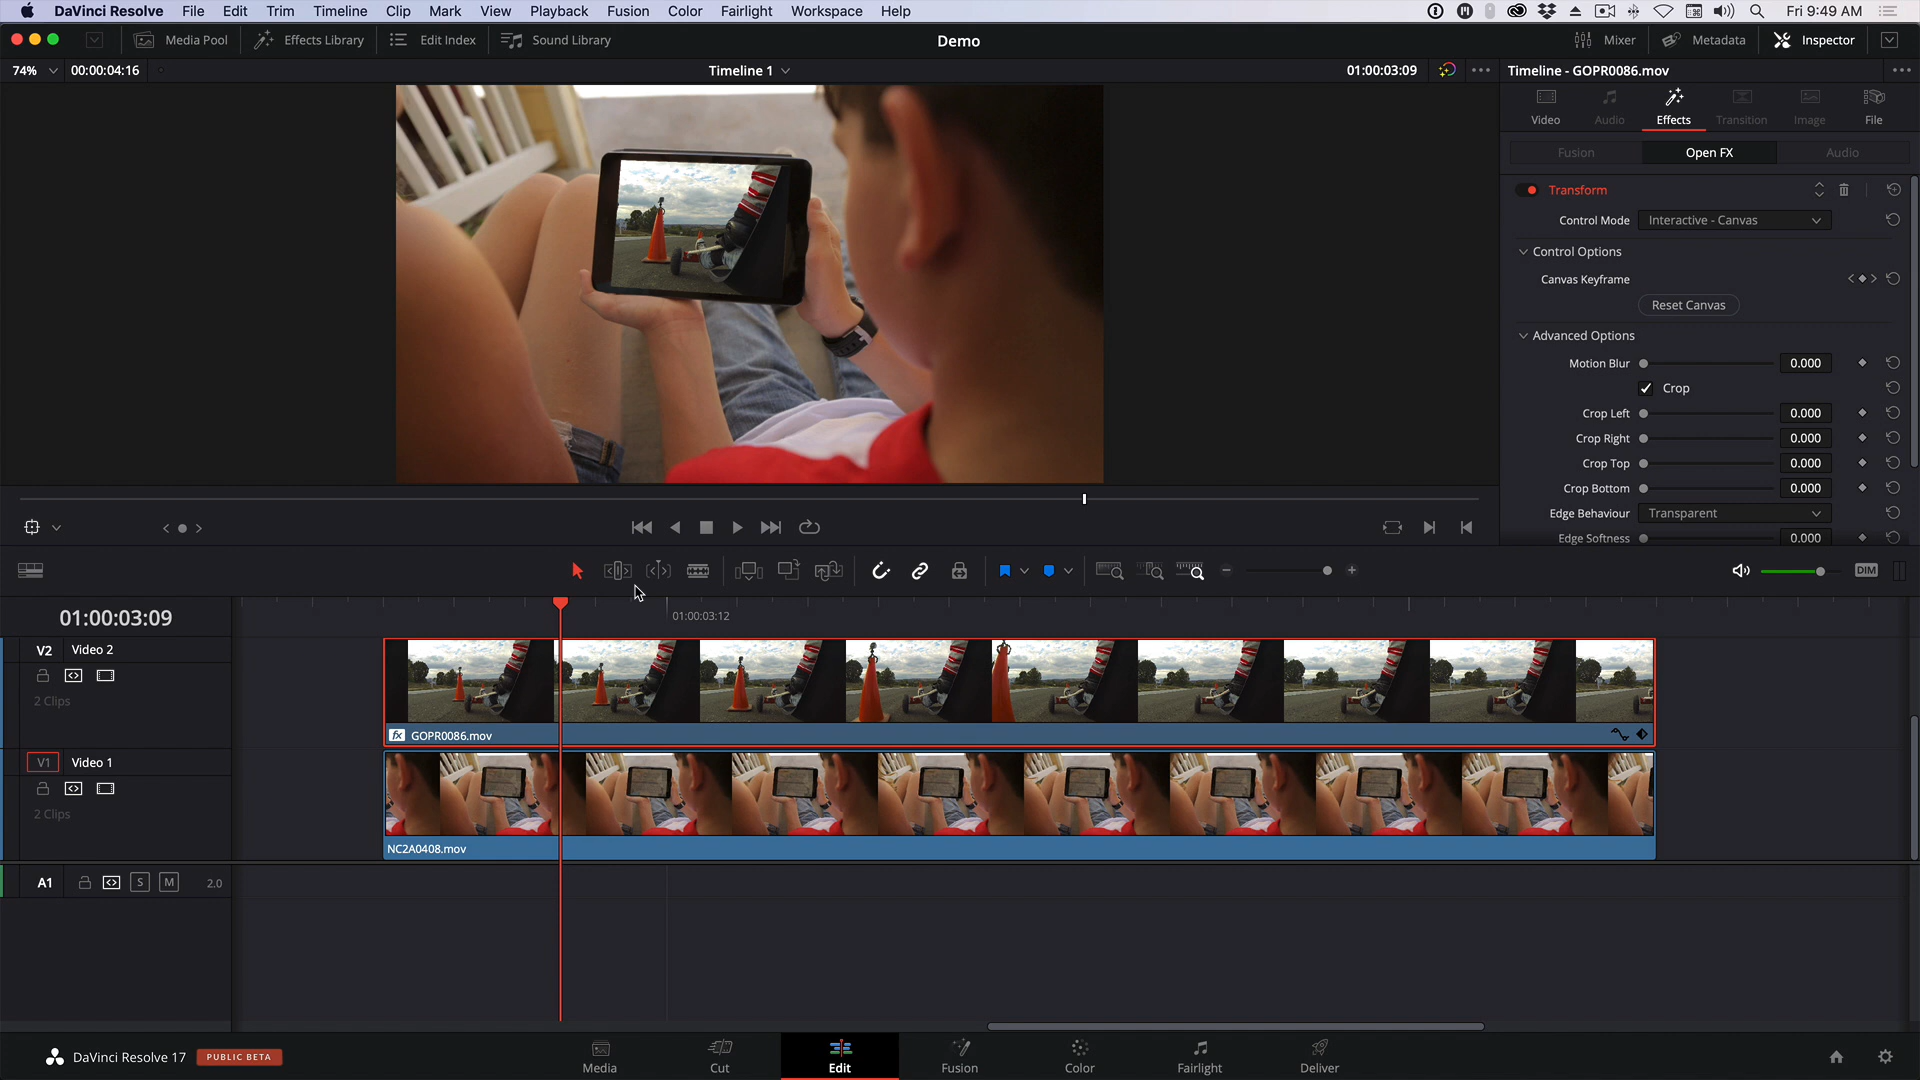 DaVinci Resolve File Edit Trim Timeline Clip Mark View Playback Fusion Color Fairlight Workspace Help Fri 9:49 AM
Media Pool Effects Library Edit Index Sound Library Demo Mixer Metadata Inspector
74% 00:00:04:16 Timeline 1 01:00:03:09 Timeline - GOPR0086.mov
Video Audio Effects Transition Image File
Fusion Open FX Audio
Transform
Control Mode Interactive - Canvas
Control Options
Canvas Keyframe
Reset Canvas
Advanced Options
Motion Blur 0.000
Crop
Crop Left 0.000
Crop Right 0.000
Crop Top 0.000
Crop Bottom 0.000
Edge Behaviour Transparent
Edge Softness 0.000
DIM
01:00:03:09
01:00:03:12
V2 Video 2
2 Clips
fx GOPR0086.mov
V1 Video 1
2 Clips
NC2A0408.mov
A1 S M 2.0
DaVinci Resolve 17 PUBLIC BETA
Media Cut Edit Fusion Color Fairlight Deliver